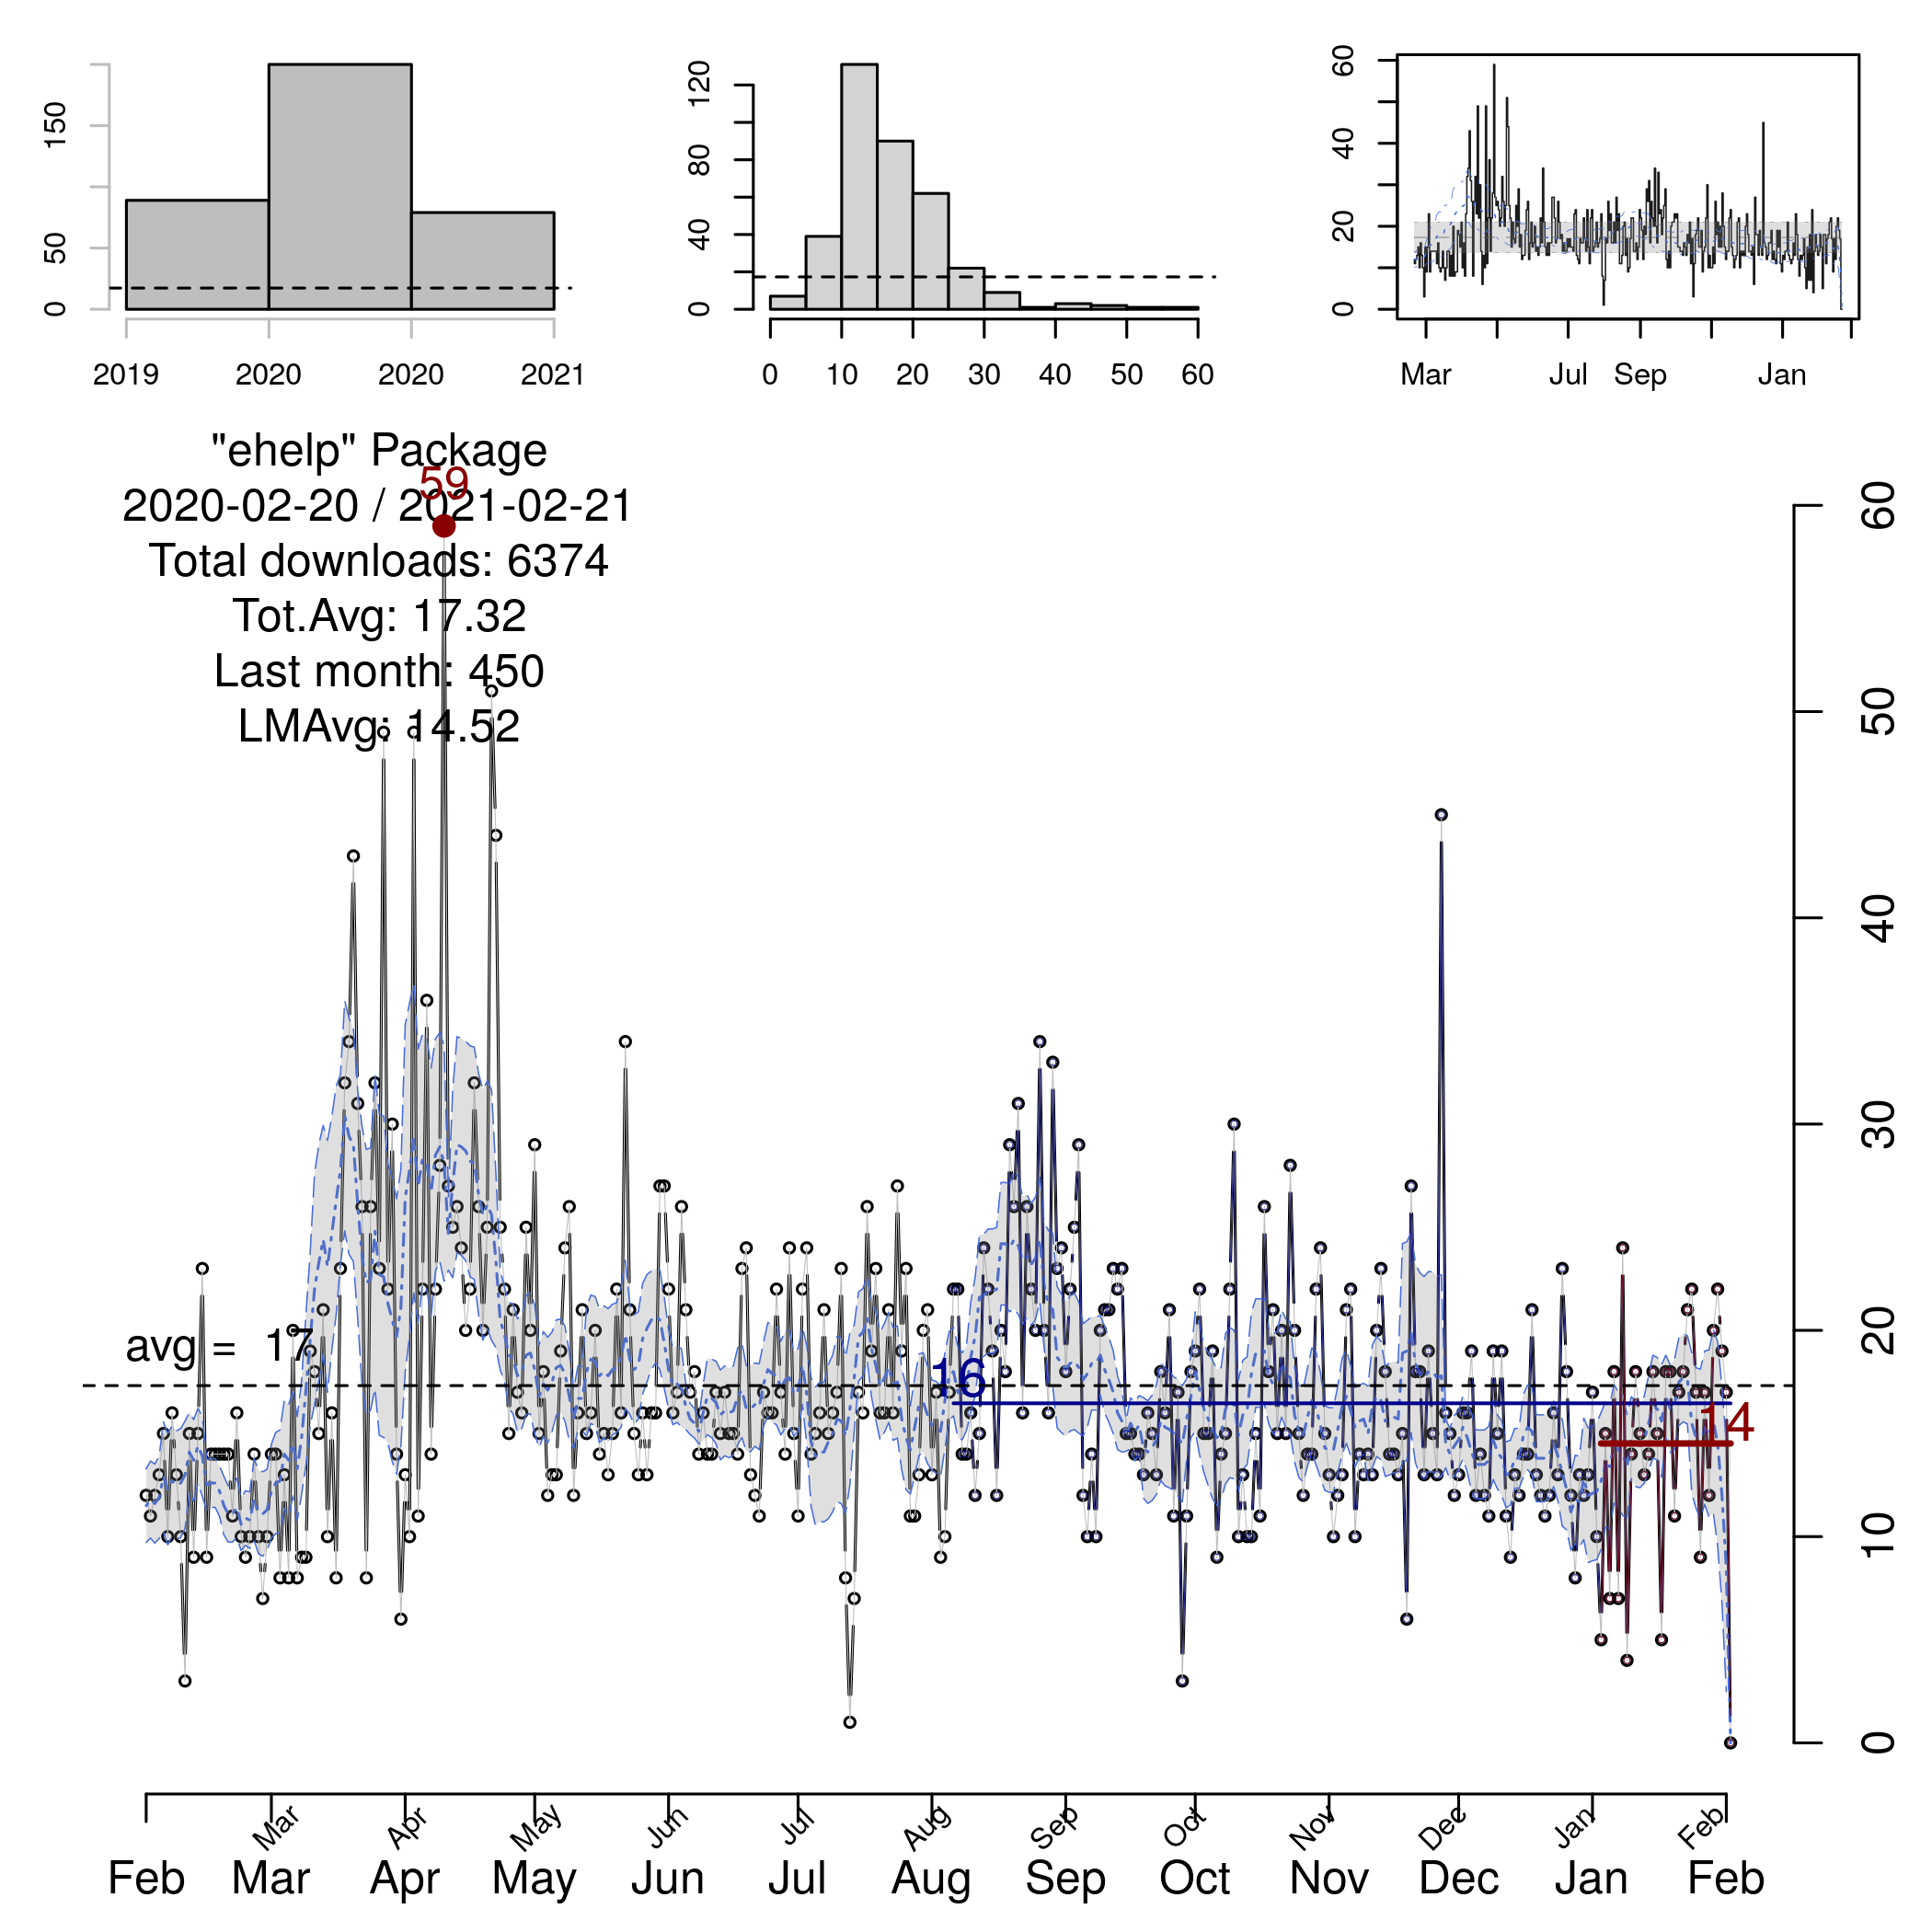 150
50
0
2019 2020 2020 2021
120
80
40
0
0 10 20 30 40 50 60
60
40
20
0
Mar Jul Sep Jan
"ehelp" Package
59
2020-02-20 / 2021-02-21
Total downloads: 6374
Tot.Avg: 17.32
Last month: 450
LMAvg: 14.52
avg = 17
16
14
60
50
40
30
20
10
0
Mar Apr May Jun Jul Aug Sep Oct Nov Dec Jan Feb
Feb Mar Apr May Jun Jul Aug Sep Oct Nov Dec Jan Feb